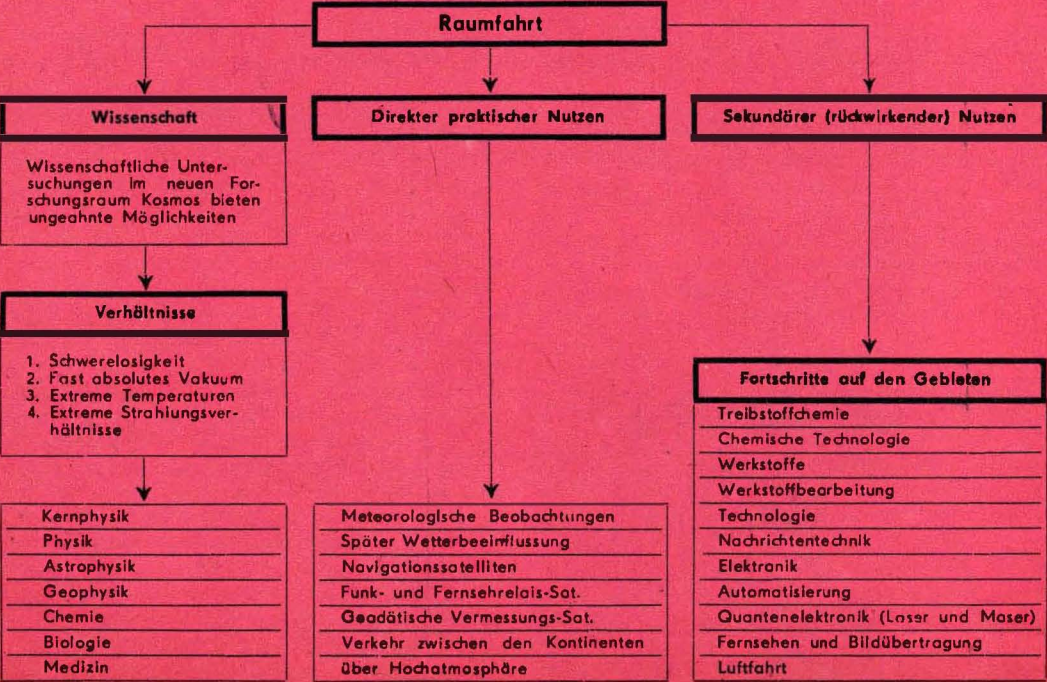 Raumfahrt
Wissenschaft
Wissenschaftliche Unter-
suchungen im neuen For-
schungsraum Kosmos bieten
ungeahnte Möglichkeiten
Verhältnisse
1. Schwerelosigkeit
2. Fast absolutes Vakuum
3. Extreme Temperaturen
4. Extreme Strahlungsver-
hältnisse
Kernphysik
Physik
Astrophysik
Geophysik
Chemie
Biologie
Medizin
Direkter praktischer Nutzen
Meteorologische Beobachtungen
Später Wetterbeeinflussung
Navigationssatelliten
Funk- und Fernsehrelais-Sat.
Geodätische Vermessungs-Sat.
Verkehr zwischen den Kontinenten
über Hochatmosphäre
Sekundärer (rückwirkender) Nutzen
Fortschritte auf den Gebieten
Treibstoffchemie
Chemische Technologie
Werkstoffe
Werkstoffbearbeitung
Technologie
Nachrichtentechnik
Elektronik
Automatisierung
Quantenelektronik (Laser und Maser)
Fernsehen und Bildübertragung
Luftfahrt